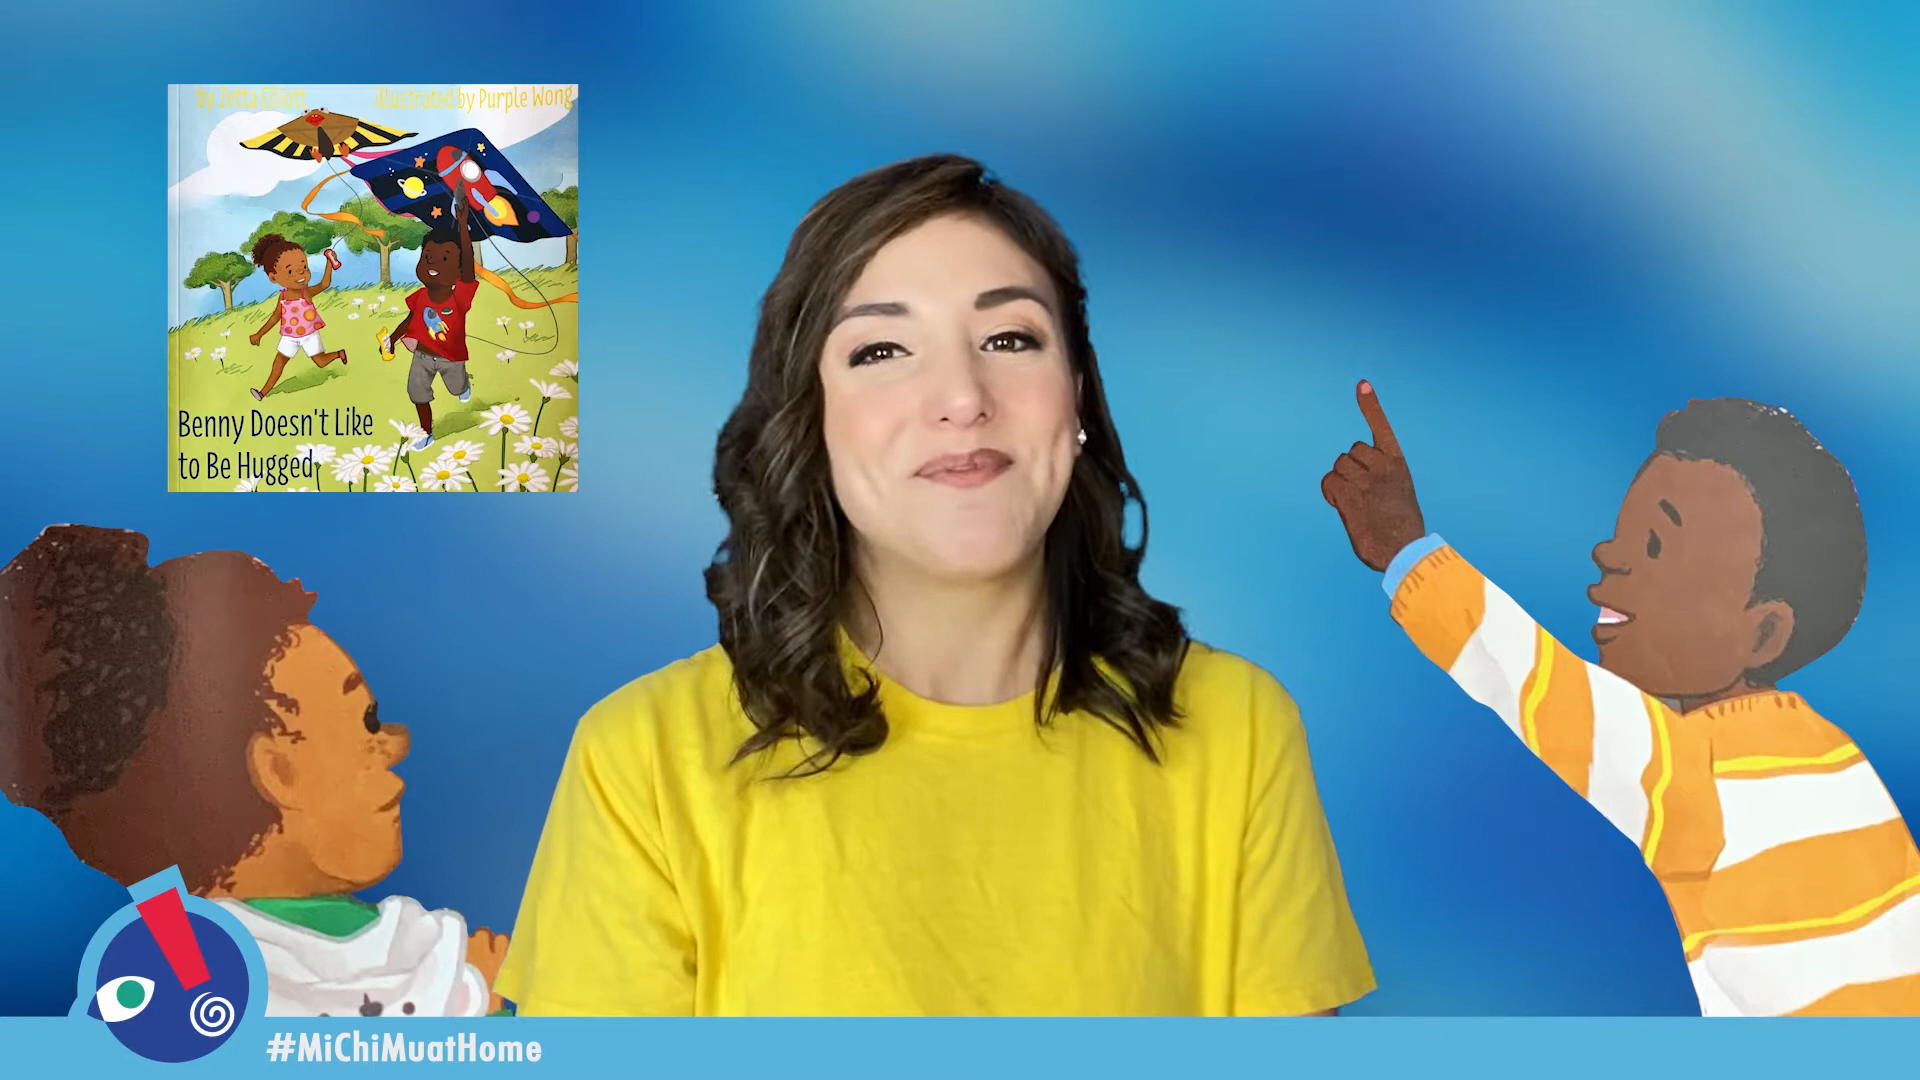 by Zetta Elliott
illustrated by Purple Wong
Benny Doesn't Like
to Be Hugged
#MiChiMuatHome